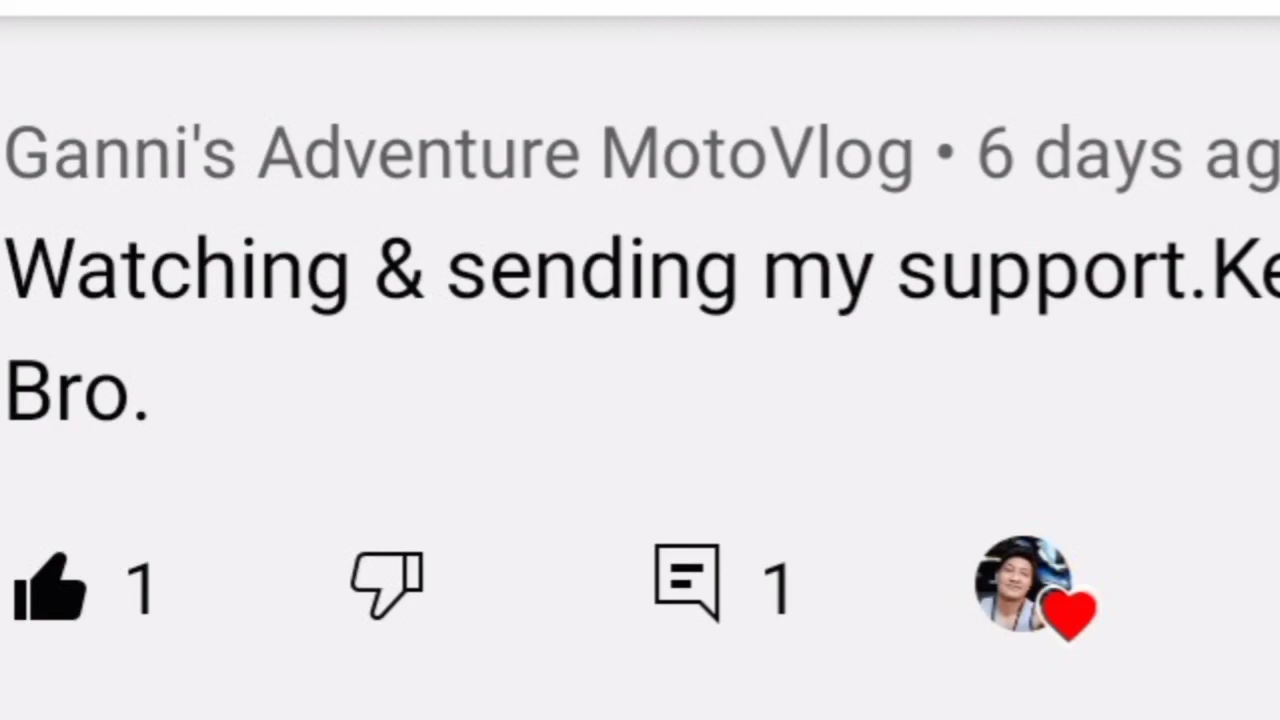 Ganni's Adventure MotoVlog • 6 days
Watching & sending my support.
Bro.
1 1